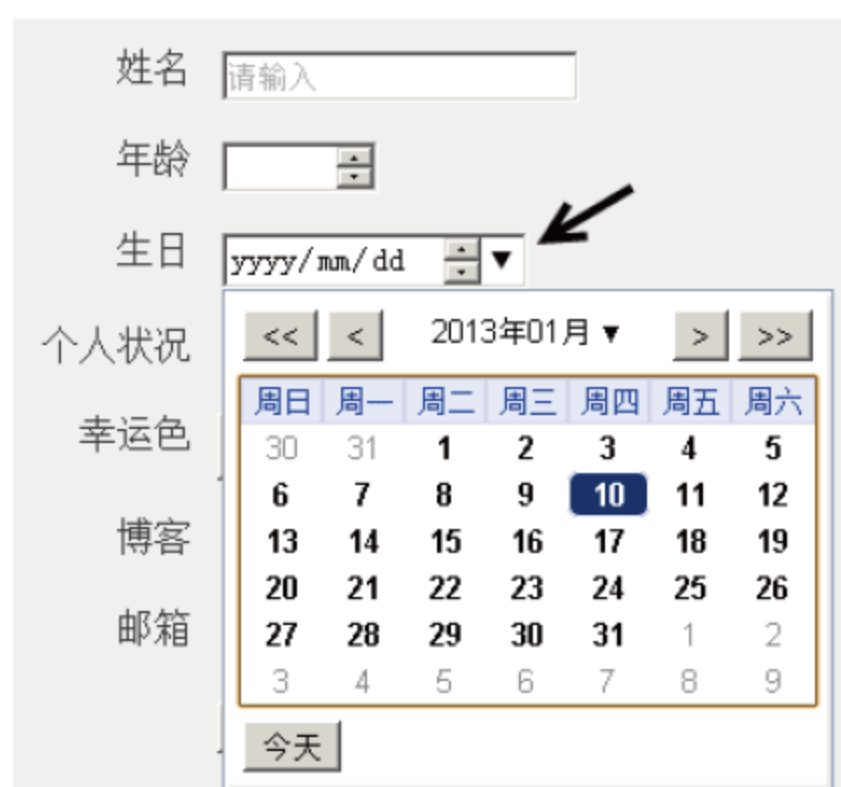 姓名 请输入
年龄
生日 yyyy/mm/dd ▼
<< < 2013年01月 ▼ > >>
个人状况
周日 周一 周二 周三 周四 周五 周六
幸运色
30 31 1 2 3 4 5
6 7 8 9 10 11 12
博客
13 14 15 16 17 18 19
20 21 22 23 24 25 26
邮箱
27 28 29 30 31 1 2
3 4 5 6 7 8 9
今天